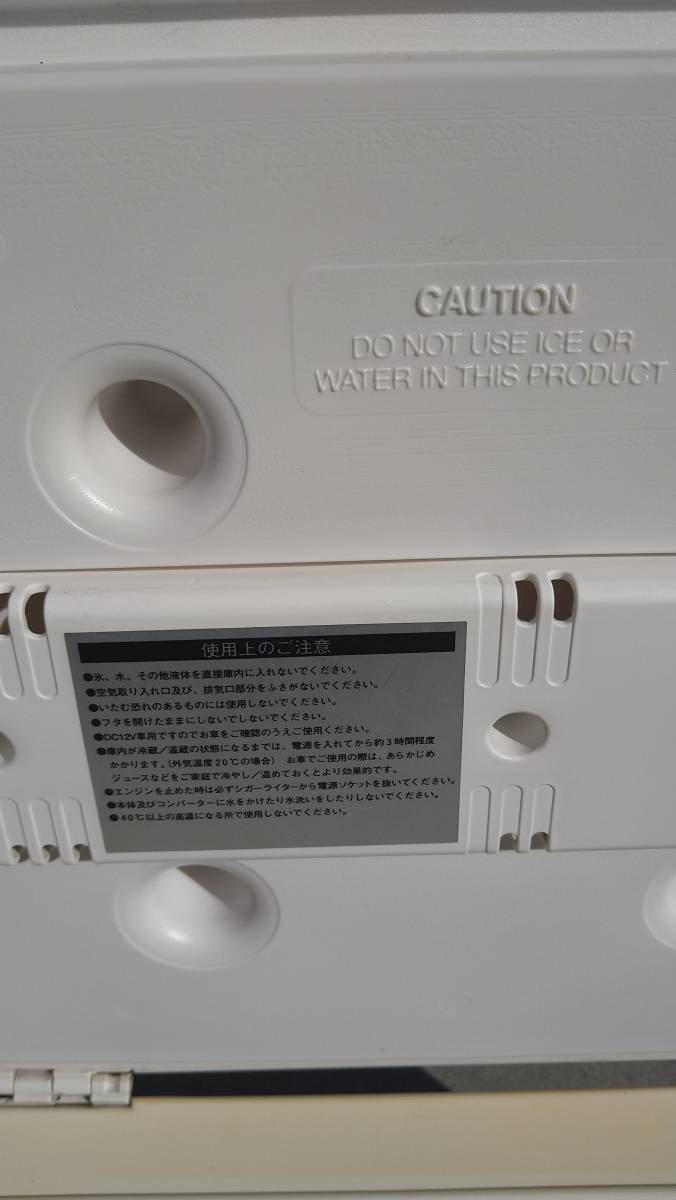 CAUTION
DO NOT USE ICE OR
WATER IN THIS PRODUCT
使用上のご注意
●氷、水、その他液体を直接庫内に入れないでください。
●空気取り入れ口及び、排気口部分をふさがないでください。
●いたむ恐れのあるものには使用しないでください。
●フタを開けたままにしないでしないでください。
●DC12V車用ですのでお車をご確認のうえご使用ください。
●庫内が冷蔵／温蔵の状態になるまでは、電源を入れてから約3時間程度
かかります。(外気温度20℃の場合) お車でご使用の際は、あらかじめ
ジュースなどをご家庭で冷やし／温めておくとより効果的です。
●エンジンを止めた時は必ずシガーライターから電源ソケットを抜いてください。
●本体及びコンバーターに水をかけたり水洗いをしたりしないでください。
●40℃以上の高温になる所で使用しないでください。